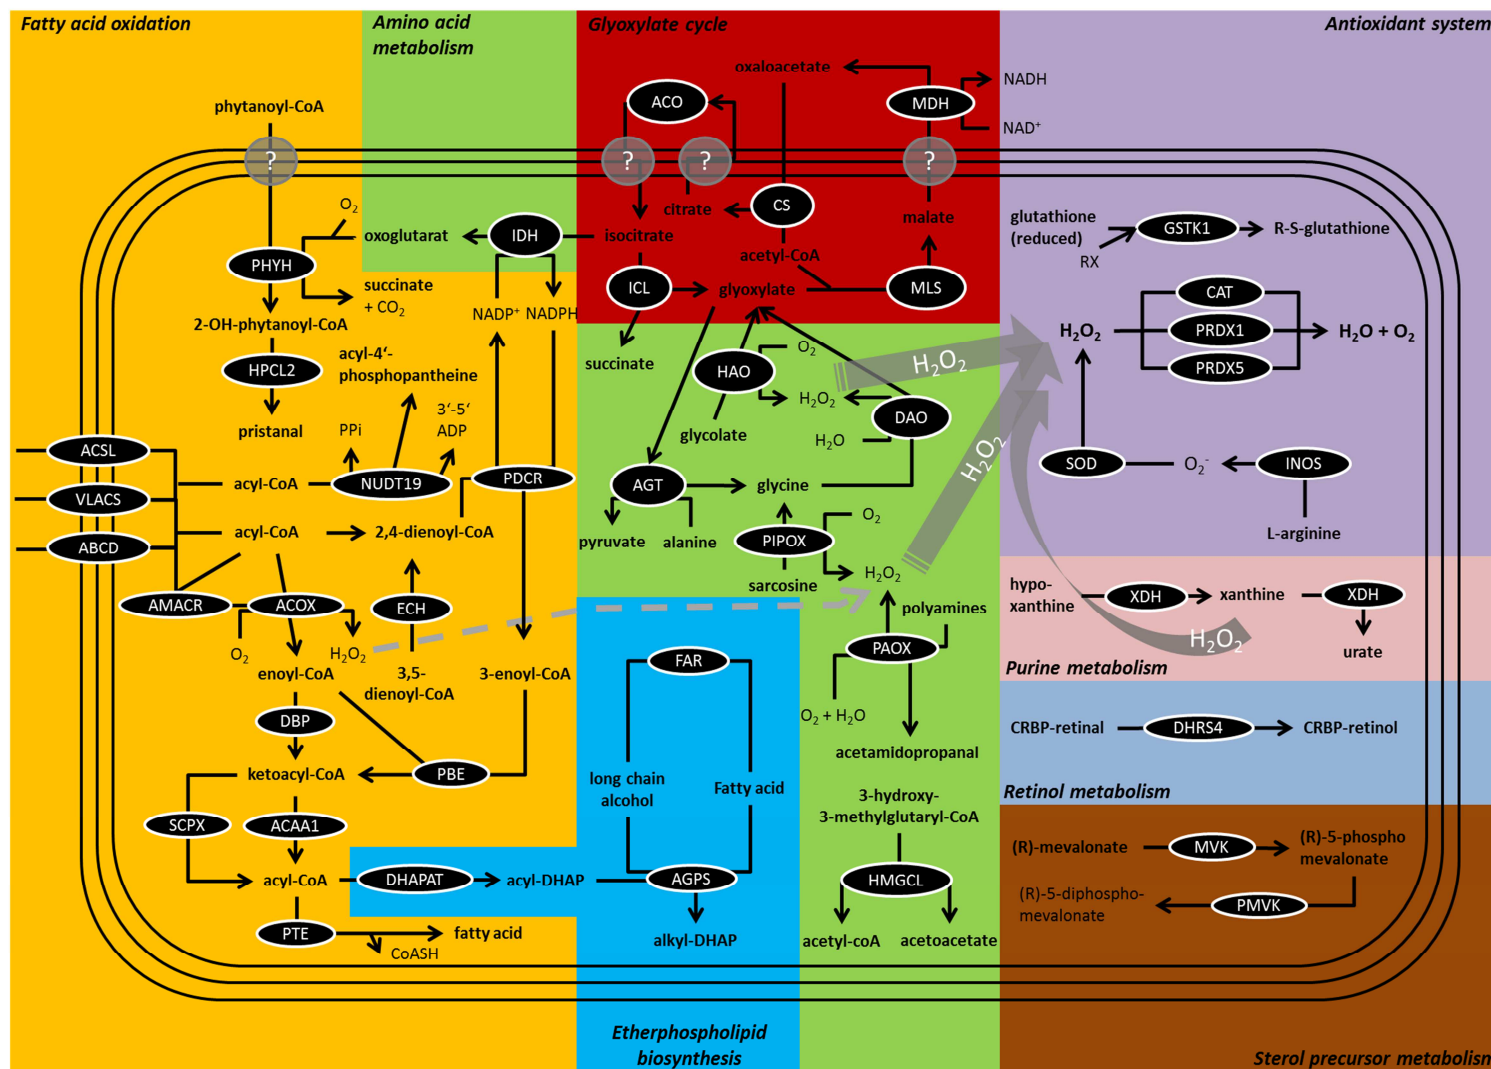 Fatty acid oxidation
Amino acid
metabolism
Glyoxylate cycle
Antioxidant system
phytanoyl-CoA
?
O₂
oxoglutarat
IDH
PHYH
succinate
+ CO₂
2-OH-phytanoyl-CoA
NADP⁺
NADPH
HPCL2
acyl-4‘-
phosphopantheine
pristanal
PPi
3‘-5‘
ADP
ACSL
VLACS
ABCD
acyl-CoA
NUDT19
PDCR
acyl-CoA
2,4-dienoyl-CoA
AMACR
ACOX
ECH
O₂
H₂O₂
enoyl-CoA
3,5-
dienoyl-CoA
3-enoyl-CoA
DBP
ketoacyl-CoA
PBE
SCPX
ACAA1
acyl-CoA
DHAPAT
acyl-DHAP
PTE
fatty acid
CoASH
oxaloacetate
ACO
MDH
NADH
NAD⁺
?
?
?
citrate
CS
malate
isocitrate
acetyl-CoA
ICL
glyoxylate
MLS
succinate
HAO
O₂
H₂O₂
H₂O₂
glycolate
H₂O
DAO
H₂O₂
AGT
glycine
pyruvate
alanine
PIPOX
O₂
sarcosine
H₂O₂
polyamines
PAOX
O₂ + H₂O
acetamidopropanal
FAR
long chain
alcohol
Fatty acid
AGPS
alkyl-DHAP
3-hydroxy-
3-methylglutaryl-CoA
HMGCL
acetyl-coA
acetoacetate
Etherphospholipid
biosynthesis
glutathione
(reduced)
RX
GSTK1
R-S-glutathione
CAT
H₂O₂
PRDX1
H₂O + O₂
PRDX5
SOD
O₂⁻
INOS
L-arginine
hypo-
xanthine
XDH
xanthine
XDH
H₂O₂
urate
Purine metabolism
CRBP-retinal
DHRS4
CRBP-retinol
Retinol metabolism
(R)-mevalonate
MVK
(R)-5-phospho
mevalonate
(R)-5-diphospho-
mevalonate
PMVK
Sterol precursor metabolism